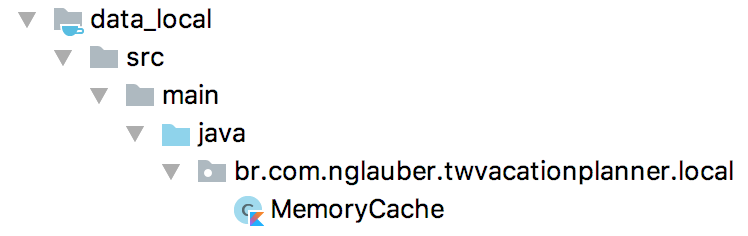 data_local
src
main
java
br.com.nglauber.twvacationplanner.local
MemoryCache